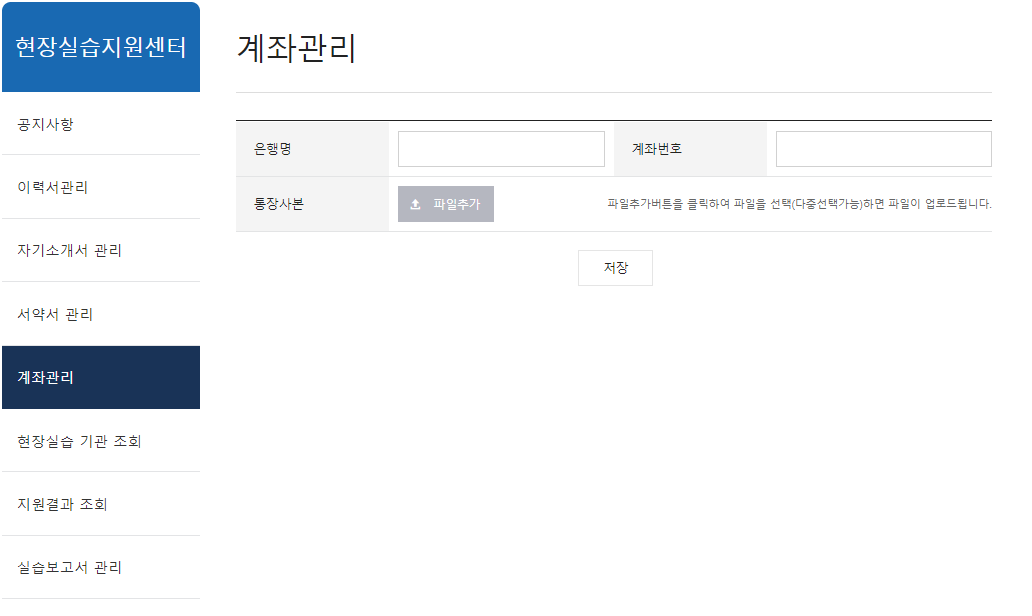 현장실습지원센터
공지사항
이력서관리
자기소개서 관리
서약서 관리
계좌관리
현장실습 기관 조회
지원결과 조회
실습보고서 관리
계좌관리
은행명
계좌번호
통장사본
파일추가
파일추가버튼을 클릭하여 파일을 선택(다중선택가능)하면 파일이 업로드됩니다.
저장